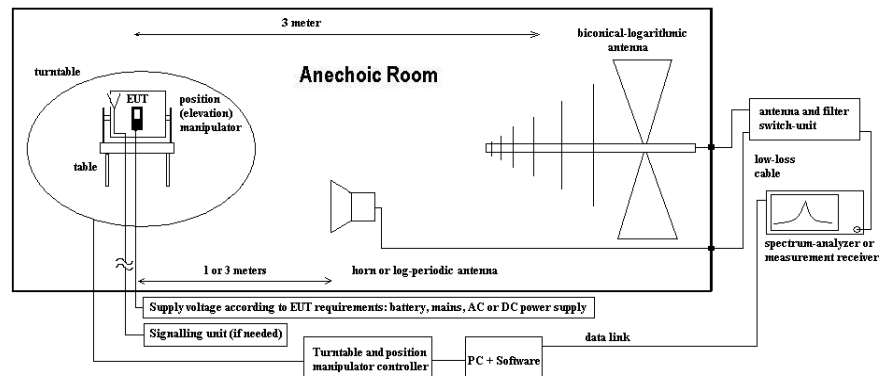 3 meter
biconical-logarithmic
antenna
turntable
Anechoic Room
EUT
position
(elevation)
manipulator
antenna and filter
switch-unit
table
low-loss
cable
spectrum-analyzer or
measurement receiver
1 or 3 meters
horn or log-periodic antenna
Supply voltage according to EUT requirements: battery, mains, AC or DC power supply
Signalling unit (if needed)
data link
Turntable and position
manipulator controller
PC + Software